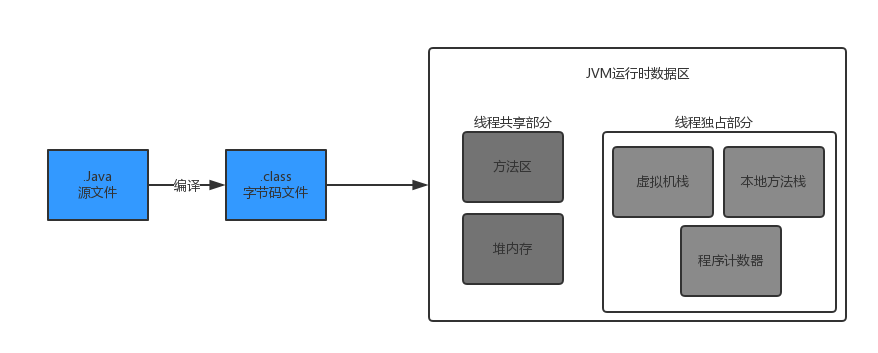 .Java
源文件
编译
.class
字节码文件
JVM运行时数据区
线程共享部分
方法区
堆内存
线程独占部分
虚拟机栈
本地方法栈
程序计数器